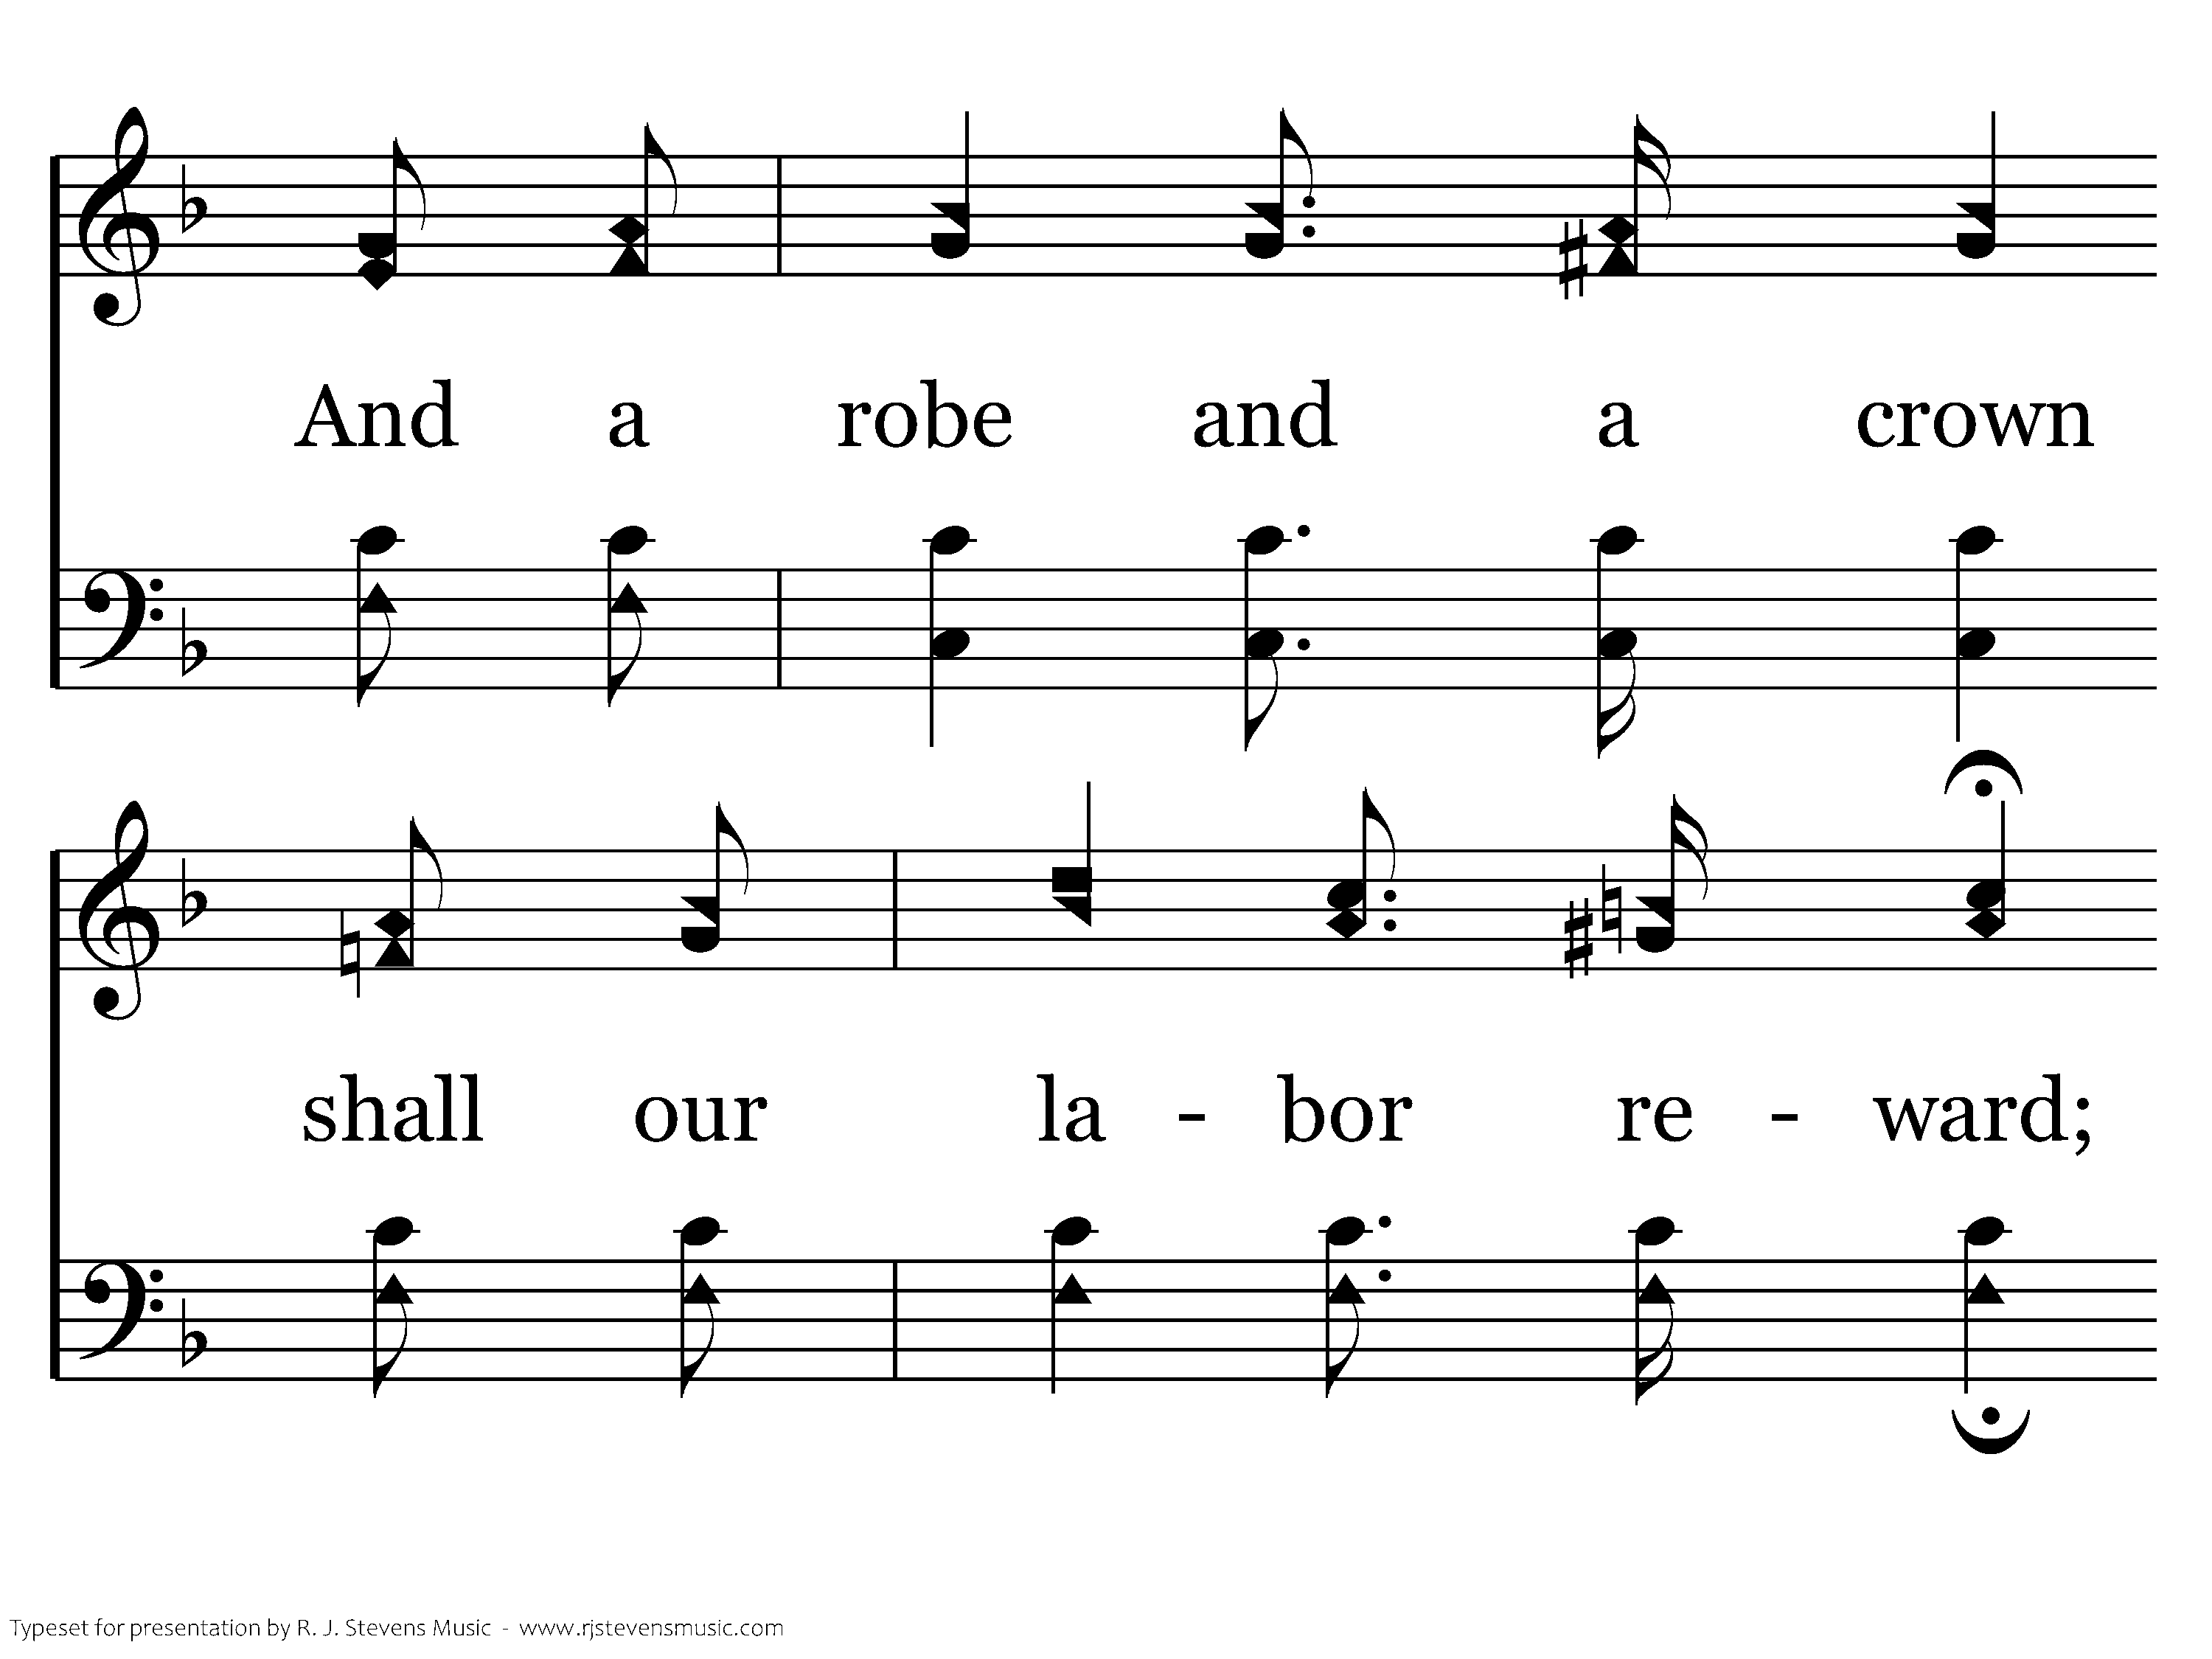 And a robe and a crown
shall our la - bor re - ward;
Typeset for presentation by R. J. Stevens Music - www.rjstevensmusic.com